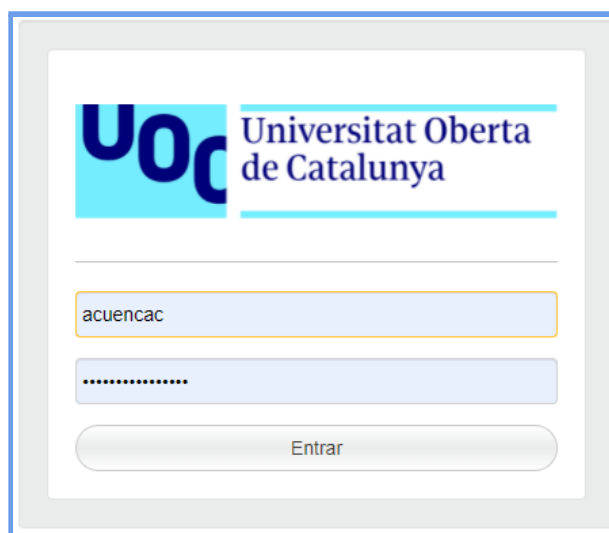 UOC
Universitat Oberta
de Catalunya
acuencac
••••••••••••••••
Entrar